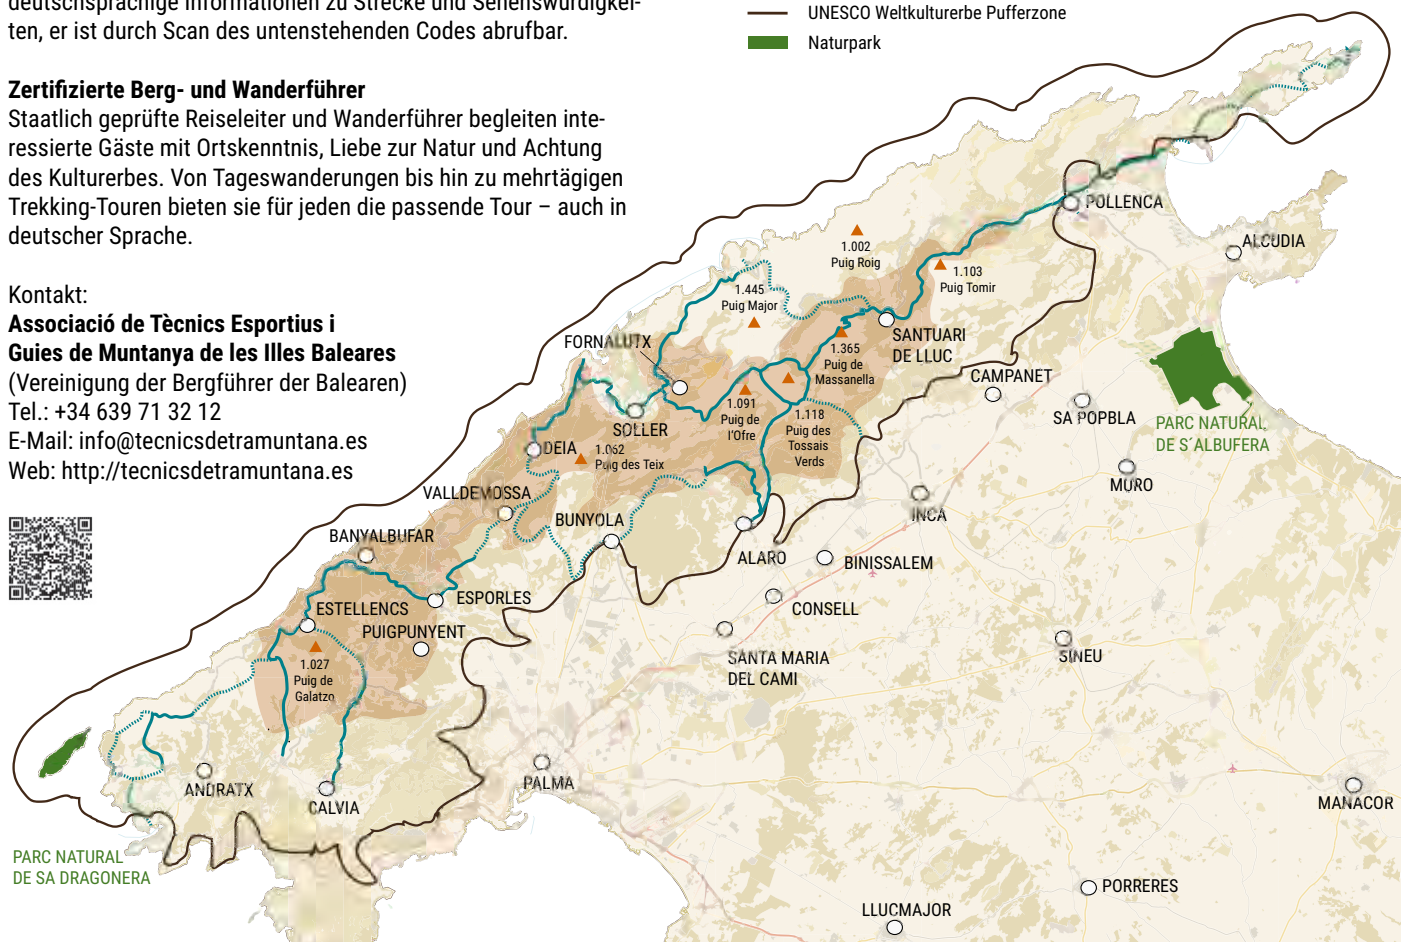 deutschsprachige Informationen zu Strecke und Sehenswürdigkei-
ten, er ist durch Scan des untenstehenden Codes abrufbar.
Zertifizierte Berg- und Wanderführer
Staatlich geprüfte Reiseleiter und Wanderführer begleiten inte-
ressierte Gäste mit Ortskenntnis, Liebe zur Natur und Achtung
des Kulturerbes. Von Tageswanderungen bis hin zu mehrtägigen
Trekking-Touren bieten sie für jeden die passende Tour – auch in
deutscher Sprache.
Kontakt:
Associació de Tècnics Esportius i
Guies de Muntanya de les Illes Baleares
(Vereinigung der Bergführer der Balearen)
Tel.: +34 639 71 32 12
E-Mail: info@tecnicsdetramuntana.es
Web: http://tecnicsdetramuntana.es
UNESCO Weltkulturerbe Pufferzone
Naturpark
POLLENCA
ALCUDIA
1.002
Puig Roig
1.103
Puig Tomir
1.445
Puig Major
FORNALUTX
SANTUARI
DE LLUC
1.365
Puig de
Massanella
CAMPANET
SA POPBLA
PARC NATURAL
DE S´ALBUFERA
1.091
Puig de
l'Ofre
1.118
Puig des
Tossais
Verds
SOLLER
DEIA
1.062
Puig des Teix
MURO
VALLDEMOSSA
INCA
BUNYOLA
BANYALBUFAR
ALARO
BINISSALEM
ESPORLES
CONSELL
ESTELLENCS
PUIGPUNYENT
1.027
Puig de
Galatzo
SANTA MARIA
DEL CAMI
SINEU
ANDRATX
CALVIA
PALMA
MANACOR
PARC NATURAL
DE SA DRAGONERA
PORRERES
LLUCMAJOR